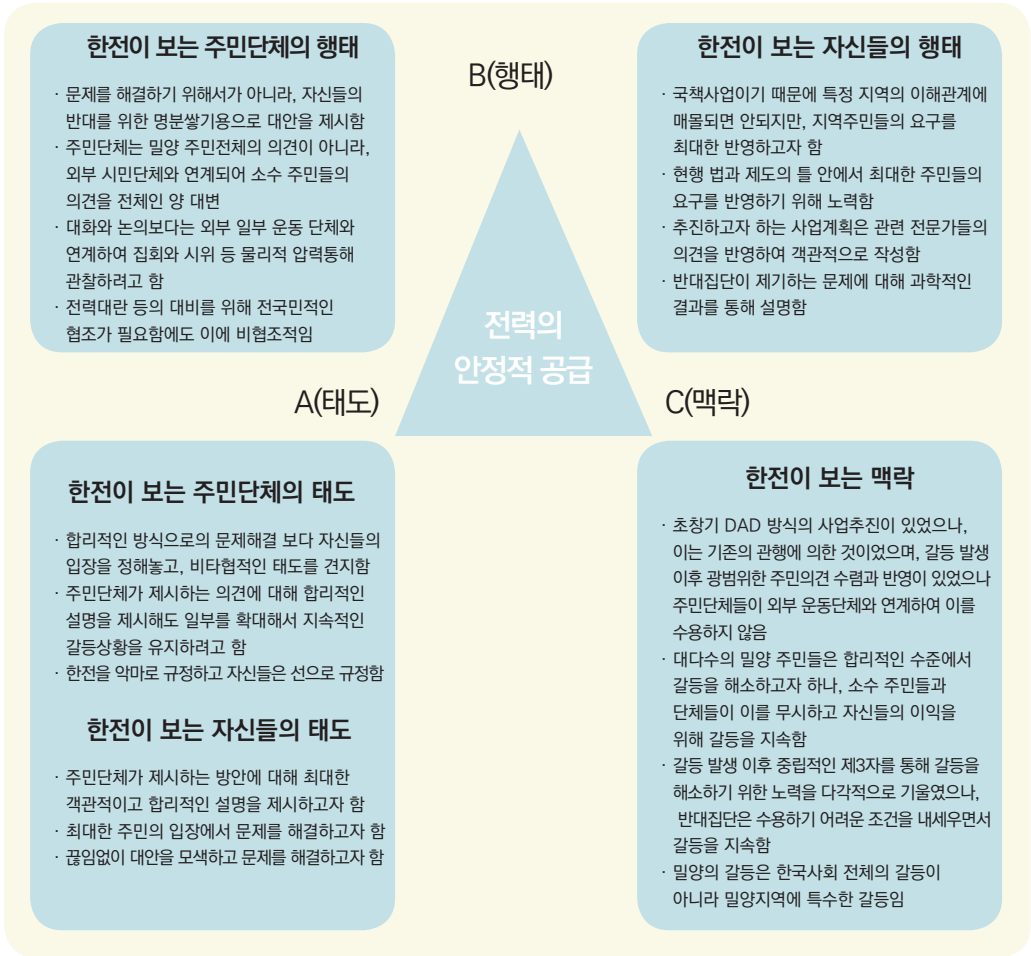 한전이 보는 주민단체의 행태
· 문제를 해결하기 위해서가 아니라, 자신들의
반대를 위한 명분쌓기용으로 대안을 제시함
· 주민단체는 밀양 주민전체의 의견이 아니라,
외부 시민단체와 연계되어 소수 주민들의
의견을 전체인 양 대변
· 대화와 논의보다는 외부 일부 운동 단체와
연계하여 집회와 시위 등 물리적 압력통해
관찰하려고 함
· 전력대란 등의 대비를 위해 전국민적인
협조가 필요함에도 이에 비협조적임
B(행태)
한전이 보는 자신들의 행태
· 국책사업이기 때문에 특정 지역의 이해관계에
매몰되면 안되지만, 지역주민들의 요구를
최대한 반영하고자 함
· 현행 법과 제도의 틀 안에서 최대한 주민들의
요구를 반영하기 위해 노력함
· 추진하고자 하는 사업계획은 관련 전문가들의
의견을 반영하여 객관적으로 작성함
· 반대집단이 제기하는 문제에 대해 과학적인
결과를 통해 설명함
전력의
안정적 공급
A(태도)
C(맥락)
한전이 보는 주민단체의 태도
· 합리적인 방식으로의 문제해결 보다 자신들의
입장을 정해놓고, 비타협적인 태도를 견지함
· 주민단체가 제시하는 의견에 대해 합리적인
설명을 제시해도 일부를 확대해서 지속적인
갈등상황을 유지하려고 함
· 한전을 악마로 규정하고 자신들은 선으로 규정함
한전이 보는 자신들의 태도
· 주민단체가 제시하는 방안에 대해 최대한
객관적이고 합리적인 설명을 제시하고자 함
· 최대한 주민의 입장에서 문제를 해결하고자 함
· 끊임없이 대안을 모색하고 문제를 해결하고자 함
한전이 보는 맥락
· 초창기 DAD 방식의 사업추진이 있었으나,
이는 기존의 관행에 의한 것이었으며, 갈등 발생
이후 광범위한 주민의견 수렴과 반영이 있었으나
주민단체들이 외부 운동단체와 연계하여 이를
수용하지 않음
· 대다수의 밀양 주민들은 합리적인 수준에서
갈등을 해소하고자 하나, 소수 주민들과
단체들이 이를 무시하고 자신들의 이익을
위해 갈등을 지속함
· 갈등 발생 이후 중립적인 제3자를 통해 갈등을
해소하기 위한 노력을 다각적으로 기울였으나,
반대집단은 수용하기 어려운 조건을 내세우면서
갈등을 지속함
· 밀양의 갈등은 한국사회 전체의 갈등이
아니라 밀양지역에 특수한 갈등임